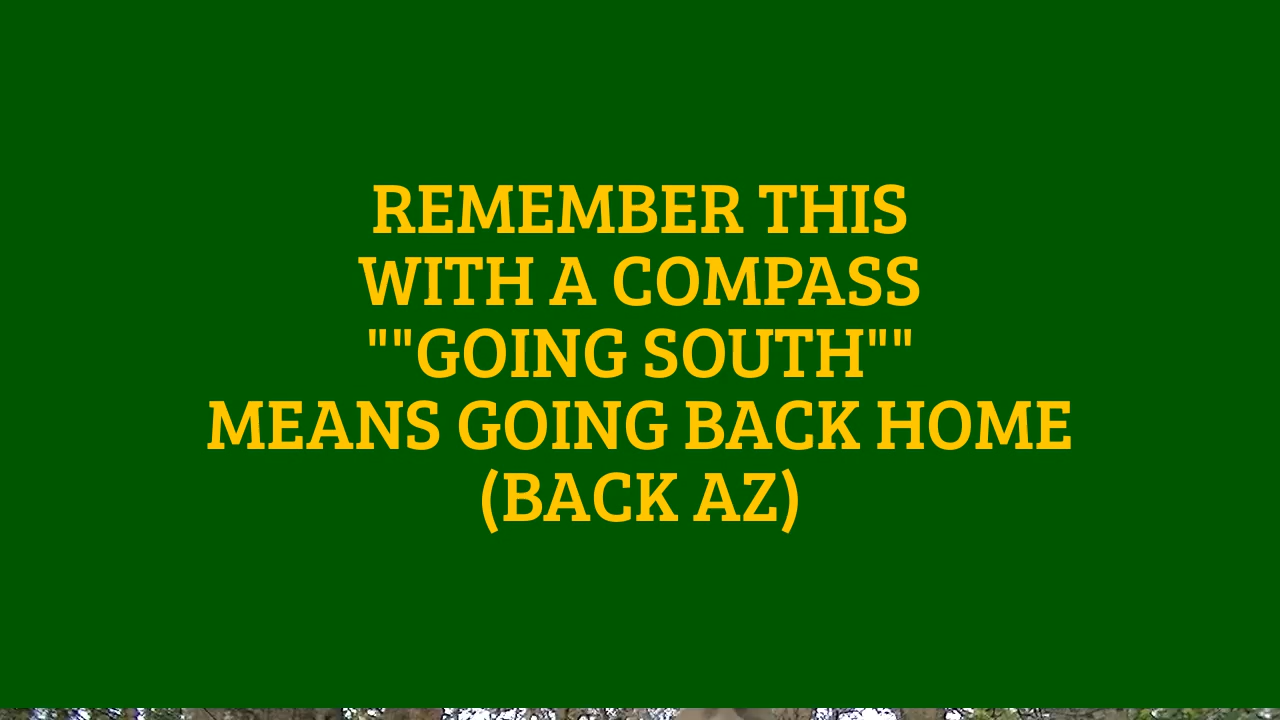 REMEMBER THIS
WITH A COMPASS
""GOING SOUTH""
MEANS GOING BACK HOME
(BACK AZ)